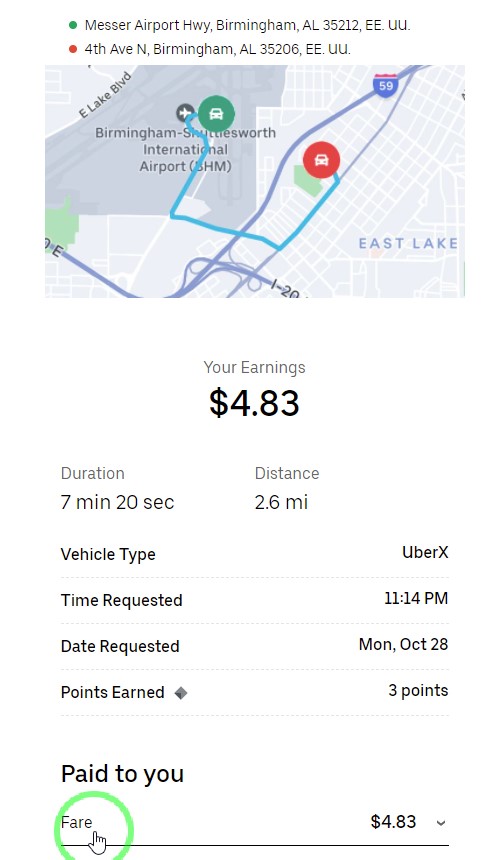 Messer Airport Hwy, Birmingham, AL 35212, EE. UU.
4th Ave N, Birmingham, AL 35206, EE. UU.
E Lake Blvd
59
Birmingham-Shuttlesworth
International
Airport (BHM)
EAST LAKE
I-20
Your Earnings
$4.83
Duration Distance
7 min 20 sec 2.6 mi
Vehicle Type UberX
Time Requested 11:14 PM
Date Requested Mon, Oct 28
Points Earned 3 points
Paid to you
Fare $4.83